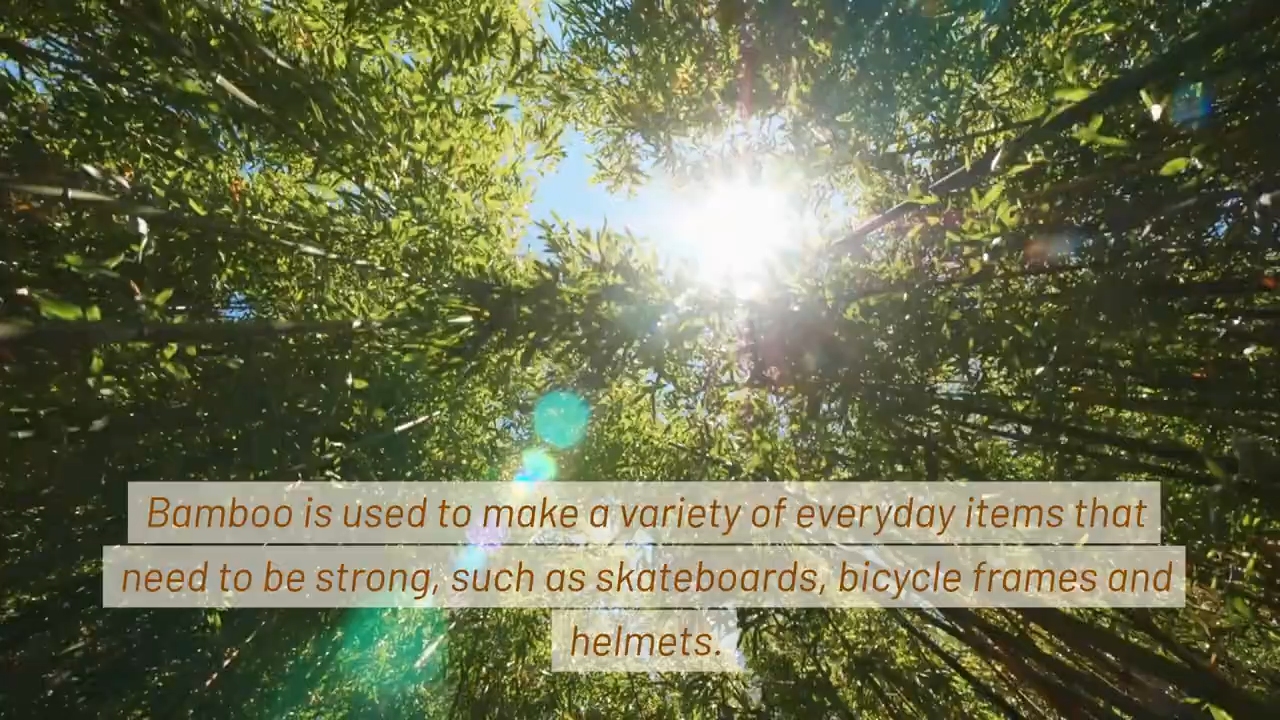 Bamboo is used to make a variety of everyday items that
need to be strong, such as skateboards, bicycle frames and
helmets.